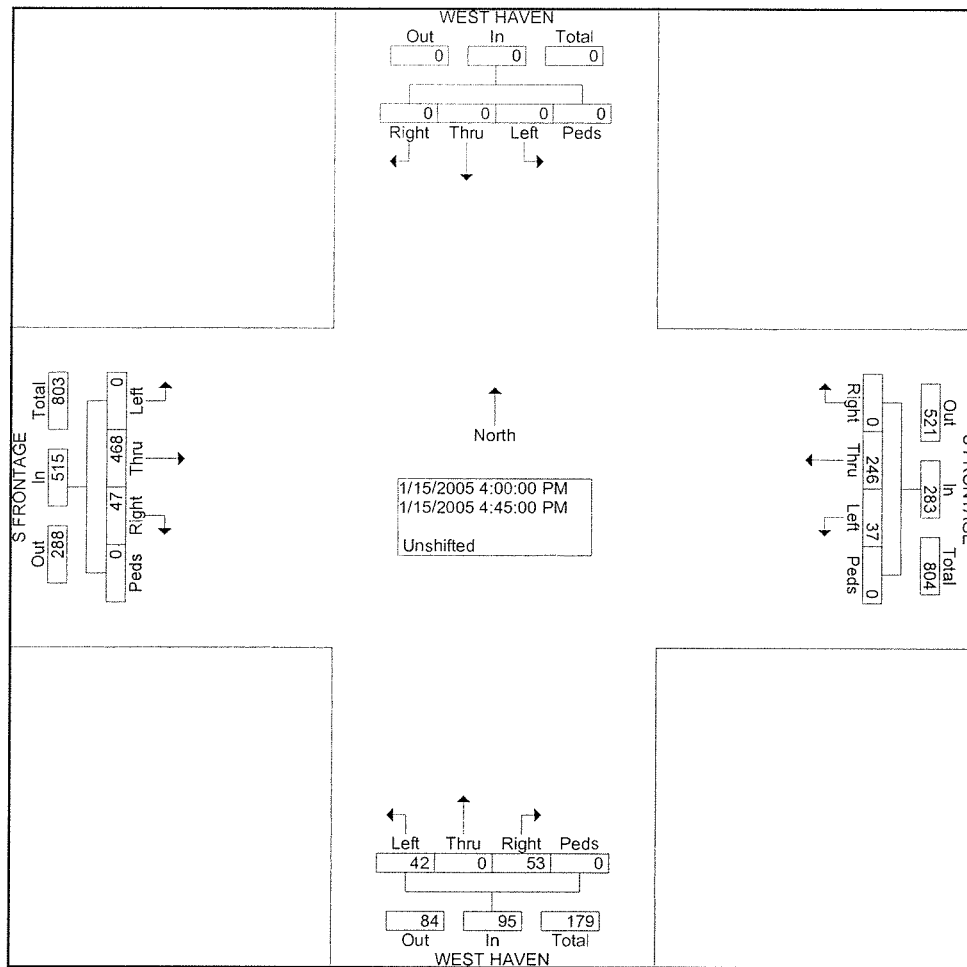 WEST HAVEN
Out In Total
0 0 0
0 0 0 0
Right Thru Left Peds
S FRONTAGE
Total In Out
803 515 288
0 468 47 0
Left Thru Right Peds
North
1/15/2005 4:00:00 PM
1/15/2005 4:45:00 PM
Unshifted
Right Thru Left Peds
0 246 37 0
521 283 804
Out In Total
S FRONTAGE
Left Thru Right Peds
42 0 53 0
84 95 179
Out In Total
WEST HAVEN